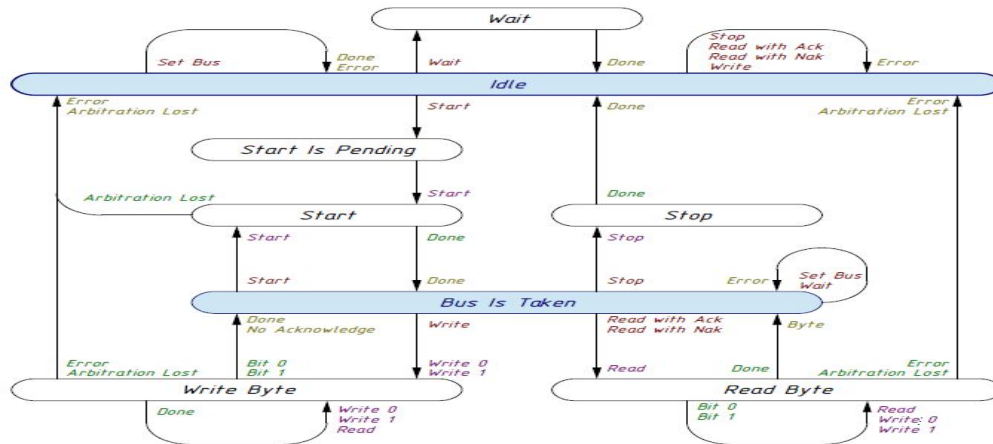 Wait
Stop
Read with Ack
Read with Nak
Write
Set Bus
Done
Error
Wait
Done
Error
Idle
Error
Arbitration Lost
Start
Done
Error
Arbitration Lost
Start Is Pending
Arbitration Lost
Start
Done
Start
Stop
Start
Done
Stop
Start
Done
Stop
Error
Set Bus
Wait
Bus Is Taken
Done
No Acknowledge
Write
Read with Ack
Read with Nak
Byte
Error
Arbitration Lost
Bit 0
Bit 1
Write 0
Write 1
Read
Done
Error
Arbitration Lost
Write Byte
Read Byte
Done
Write 0
Write 1
Read
Bit 0
Bit 1
Read
Write 0
Write 1